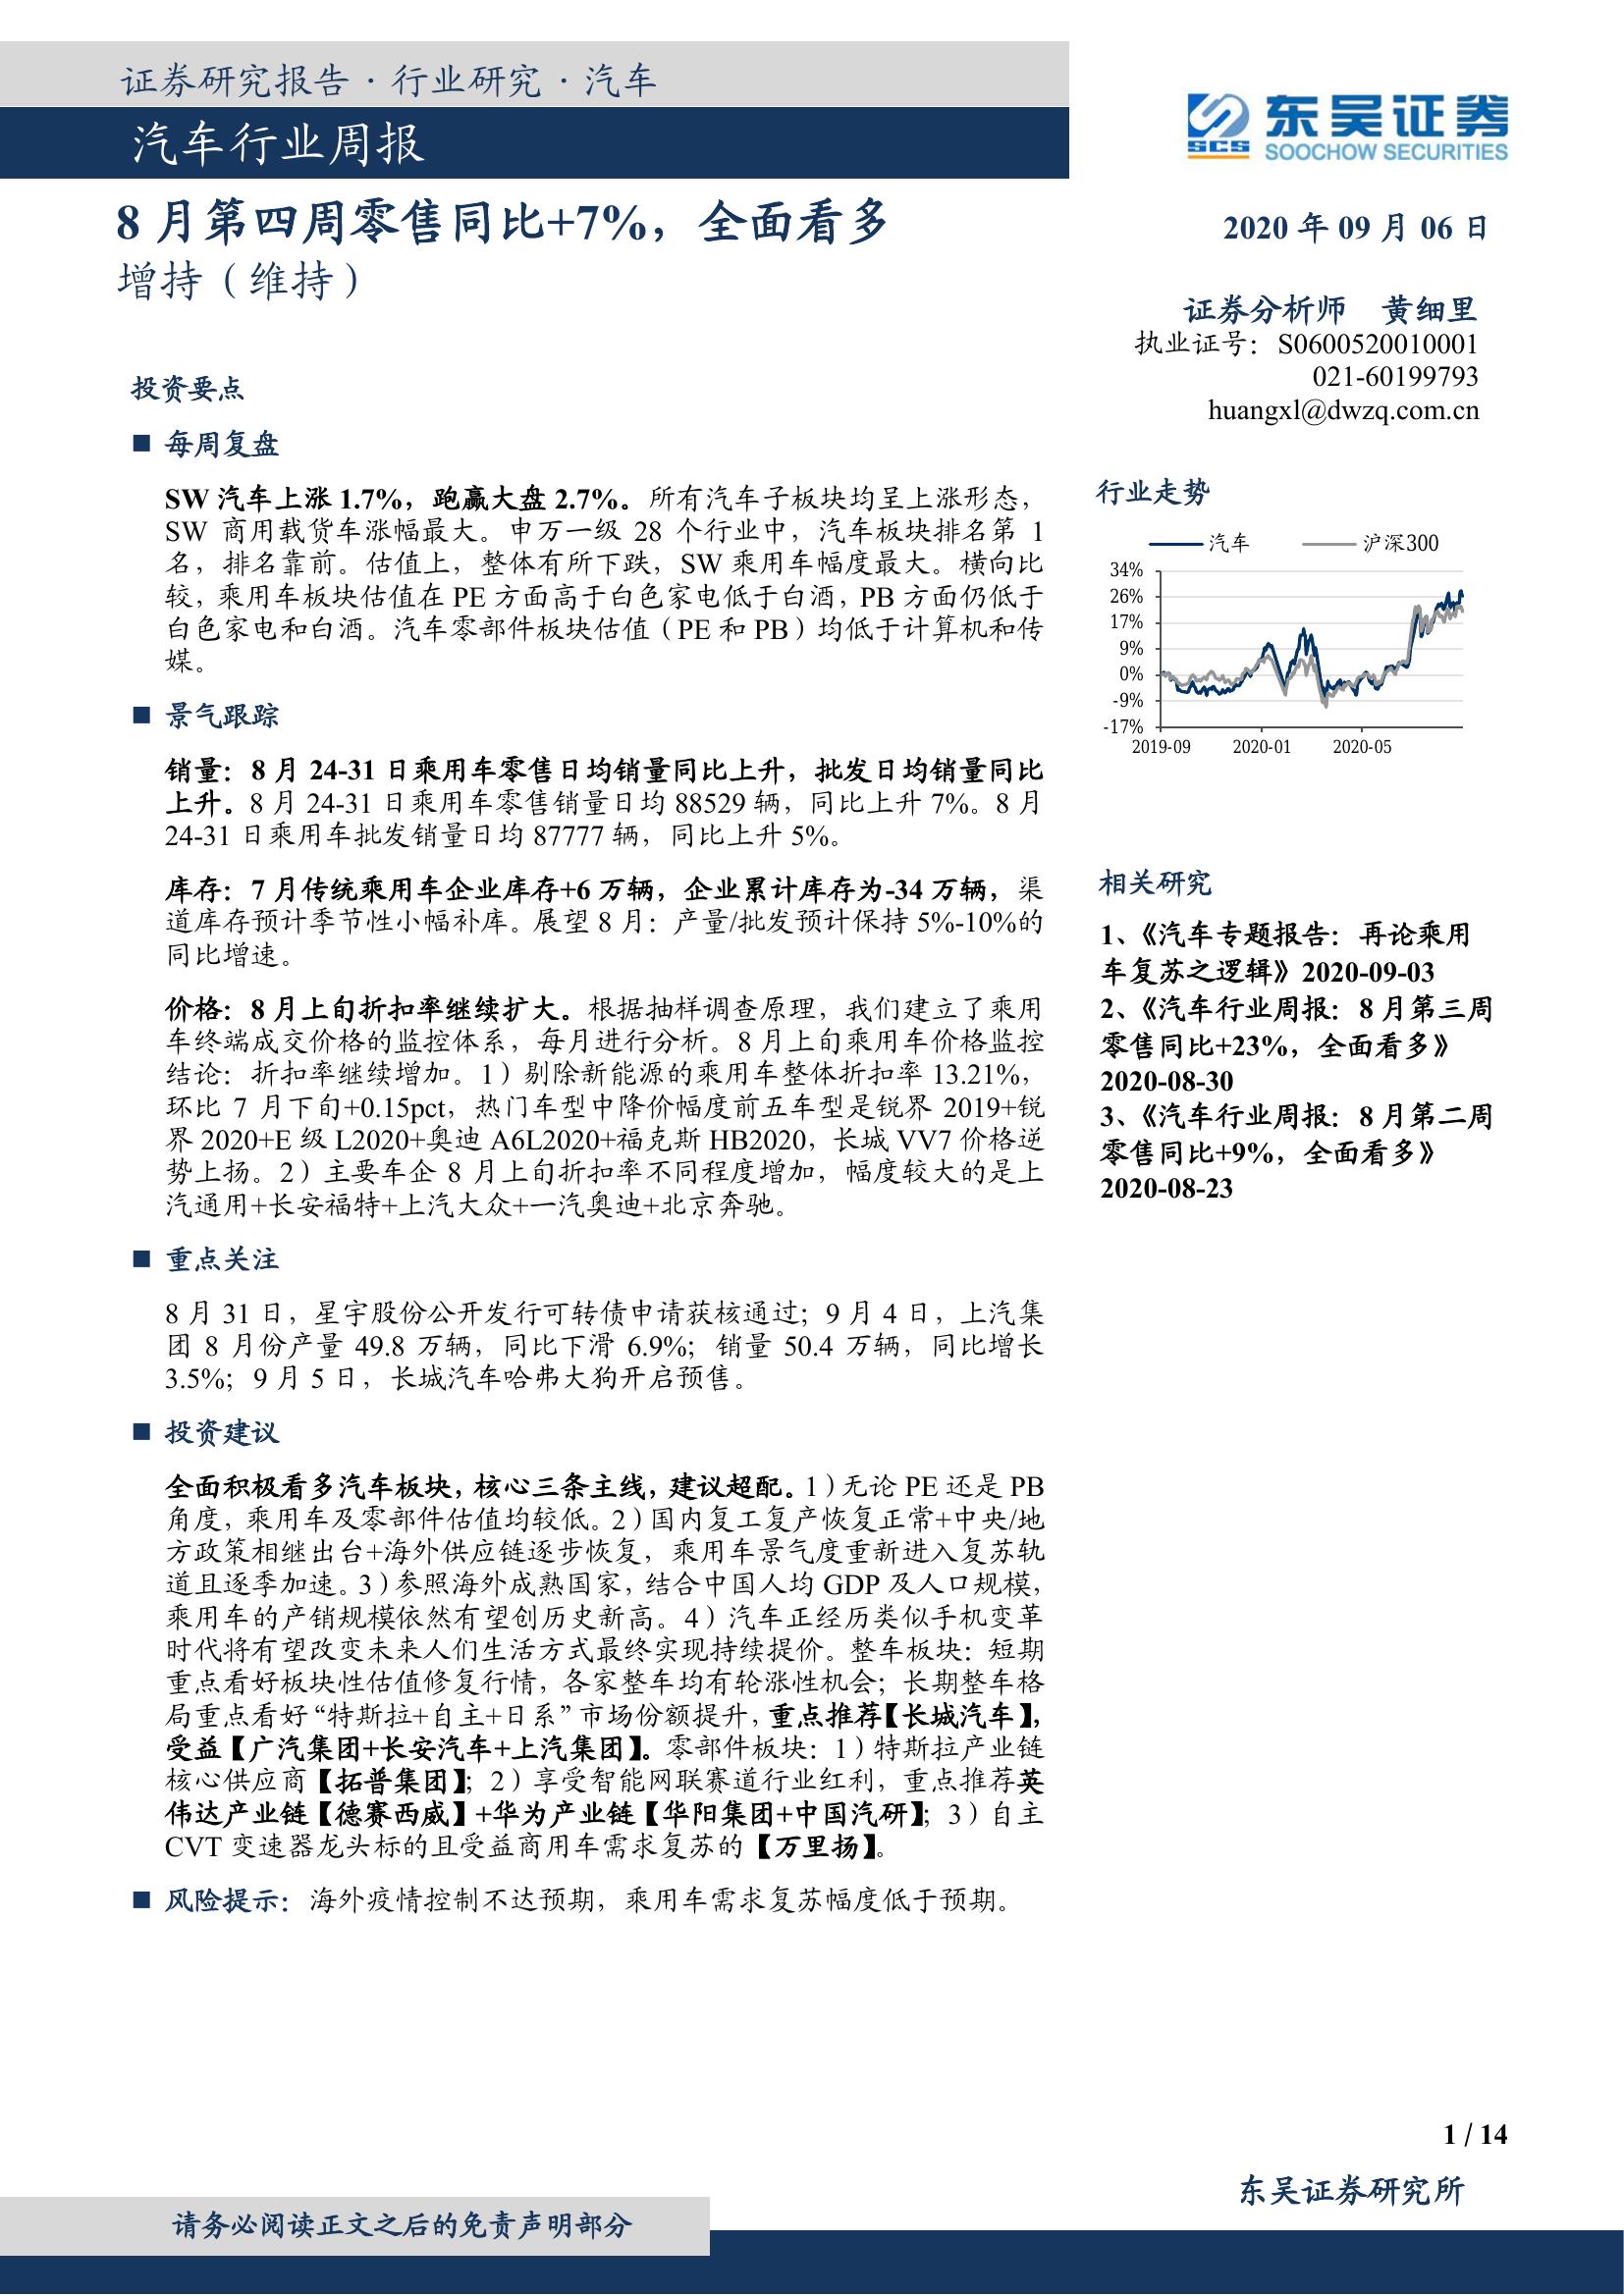 证券研究报告 · 行业研究 · 汽车
汽车行业周报
SCS 东吴证券
SOOCHOW SECURITIES
8 月第四周零售同比+7%，全面看多
增持（维持）
2020 年 09 月 06 日
证券分析师 黄细里
执业证号：S0600520010001
021-60199793
huangxl@dwzq.com.cn
投资要点
■ 每周复盘
SW 汽车上涨 1.7%，跑赢大盘 2.7%。所有汽车子板块均呈上涨形态，
SW 商用载货车涨幅最大。申万一级 28 个行业中，汽车板块排名第 1
名，排名靠前。估值上，整体有所下跌，SW 乘用车幅度最大。横向比
较，乘用车板块估值在 PE 方面高于白色家电低于白酒，PB 方面仍低于
白色家电和白酒。汽车零部件板块估值（PE 和 PB）均低于计算机和传
媒。
■ 景气跟踪
销量：8 月 24-31 日乘用车零售日均销量同比上升，批发日均销量同比
上升。8 月 24-31 日乘用车零售销量日均 88529 辆，同比上升 7%。8 月
24-31 日乘用车批发销量日均 87777 辆，同比上升 5%。
库存：7 月传统乘用车企业库存+6 万辆，企业累计库存为-34 万辆，渠
道库存预计季节性小幅补库。展望 8 月：产量/批发预计保持 5%-10%的
同比增速。
价格：8 月上旬折扣率继续扩大。根据抽样调查原理，我们建立了乘用
车终端成交价格的监控体系，每月进行分析。8 月上旬乘用车价格监控
结论：折扣率继续增加。1）剔除新能源的乘用车整体折扣率 13.21%，
环比 7 月下旬+0.15pct，热门车型中降价幅度前五车型是锐界 2019+锐
界 2020+E 级 L2020+奥迪 A6L2020+福克斯 HB2020，长城 VV7 价格逆
势上扬。2）主要车企 8 月上旬折扣率不同程度增加，幅度较大的是上
汽通用+长安福特+上汽大众+一汽奥迪+北京奔驰。
■ 重点关注
8 月 31 日，星宇股份公开发行可转债申请获核通过；9 月 4 日，上汽集
团 8 月份产量 49.8 万辆，同比下滑 6.9%；销量 50.4 万辆，同比增长
3.5%；9 月 5 日，长城汽车哈弗大狗开启预售。
■ 投资建议
全面积极看多汽车板块，核心三条主线，建议超配。1）无论 PE 还是 PB
角度，乘用车及零部件估值均较低。2）国内复工复产恢复正常+中央/地
方政策相继出台+海外供应链逐步恢复，乘用车景气度重新进入复苏轨
道且逐季加速。3）参照海外成熟国家，结合中国人均 GDP 及人口规模，
乘用车的产销规模依然有望创历史新高。4）汽车正经历类似手机变革
时代将有望改变未来人们生活方式最终实现持续提价。整车板块：短期
重点看好板块性估值修复行情，各家整车均有轮涨性机会；长期整车格
局重点看好“特斯拉+自主+日系”市场份额提升，重点推荐【长城汽车】，
受益【广汽集团+长安汽车+上汽集团】。零部件板块：1）特斯拉产业链
核心供应商【拓普集团】；2）享受智能网联赛道行业红利，重点推荐英
伟达产业链【德赛西威】+华为产业链【华阳集团+中国汽研】；3）自主
CVT 变速器龙头标的且受益商用车需求复苏的【万里扬】。
■ 风险提示：海外疫情控制不达预期，乘用车需求复苏幅度低于预期。
行业走势
汽车 沪深300
34%
26%
17%
9%
0%
-9%
-17%
2019-09 2020-01 2020-05
相关研究
1、《汽车专题报告：再论乘用
车复苏之逻辑》2020-09-03
2、《汽车行业周报：8 月第三周
零售同比+23%，全面看多》
2020-08-30
3、《汽车行业周报：8 月第二周
零售同比+9%，全面看多》
2020-08-23
1 / 14
东吴证券研究所
请务必阅读正文之后的免责声明部分